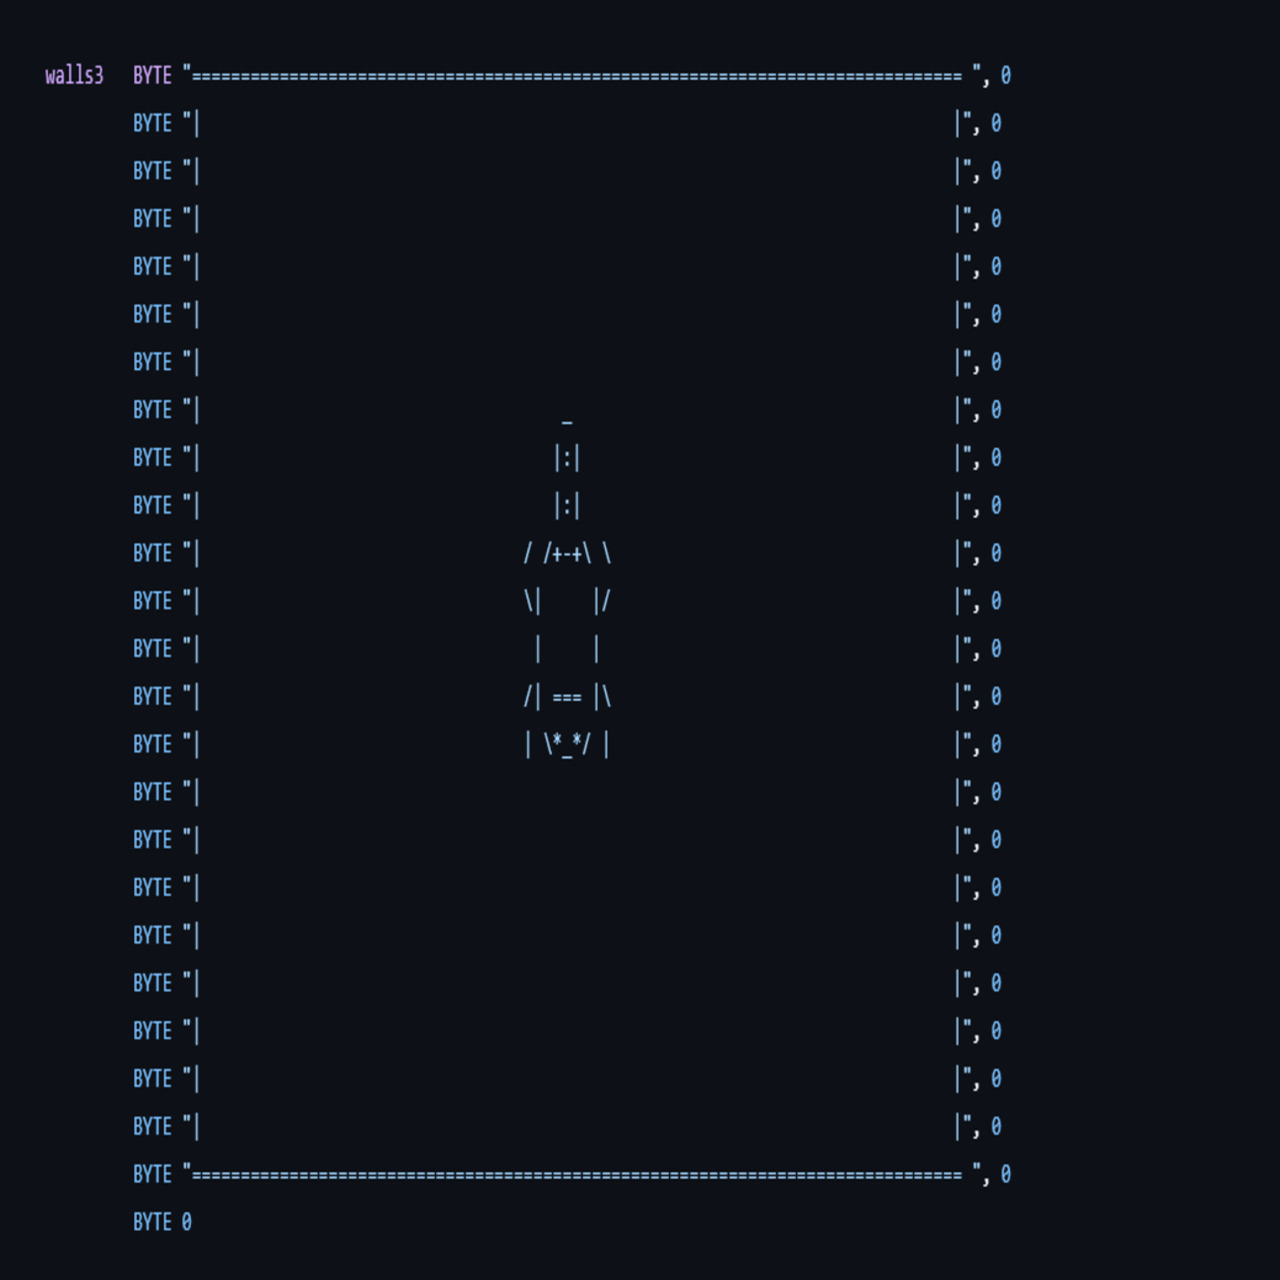 walls3   BYTE "=============================================================================== ", 0
BYTE "|                                                                             |", 0
BYTE "|                                                                             |", 0
BYTE "|                                                                             |", 0
BYTE "|                                                                             |", 0
BYTE "|                                                                             |", 0
BYTE "|                                                                             |", 0
BYTE "|                                     _                                       |", 0
BYTE "|                                    |:|                                      |", 0
BYTE "|                                    |:|                                      |", 0
BYTE "|                                 / /+-+\ \                                   |", 0
BYTE "|                                 \|     |/                                   |", 0
BYTE "|                                  |     |                                    |", 0
BYTE "|                                 /| === |\                                   |", 0
BYTE "|                                 | \*_*/ |                                   |", 0
BYTE "|                                                                             |", 0
BYTE "|                                                                             |", 0
BYTE "|                                                                             |", 0
BYTE "|                                                                             |", 0
BYTE "|                                                                             |", 0
BYTE "|                                                                             |", 0
BYTE "|                                                                             |", 0
BYTE "|                                                                             |", 0
BYTE "=============================================================================== ", 0
BYTE 0